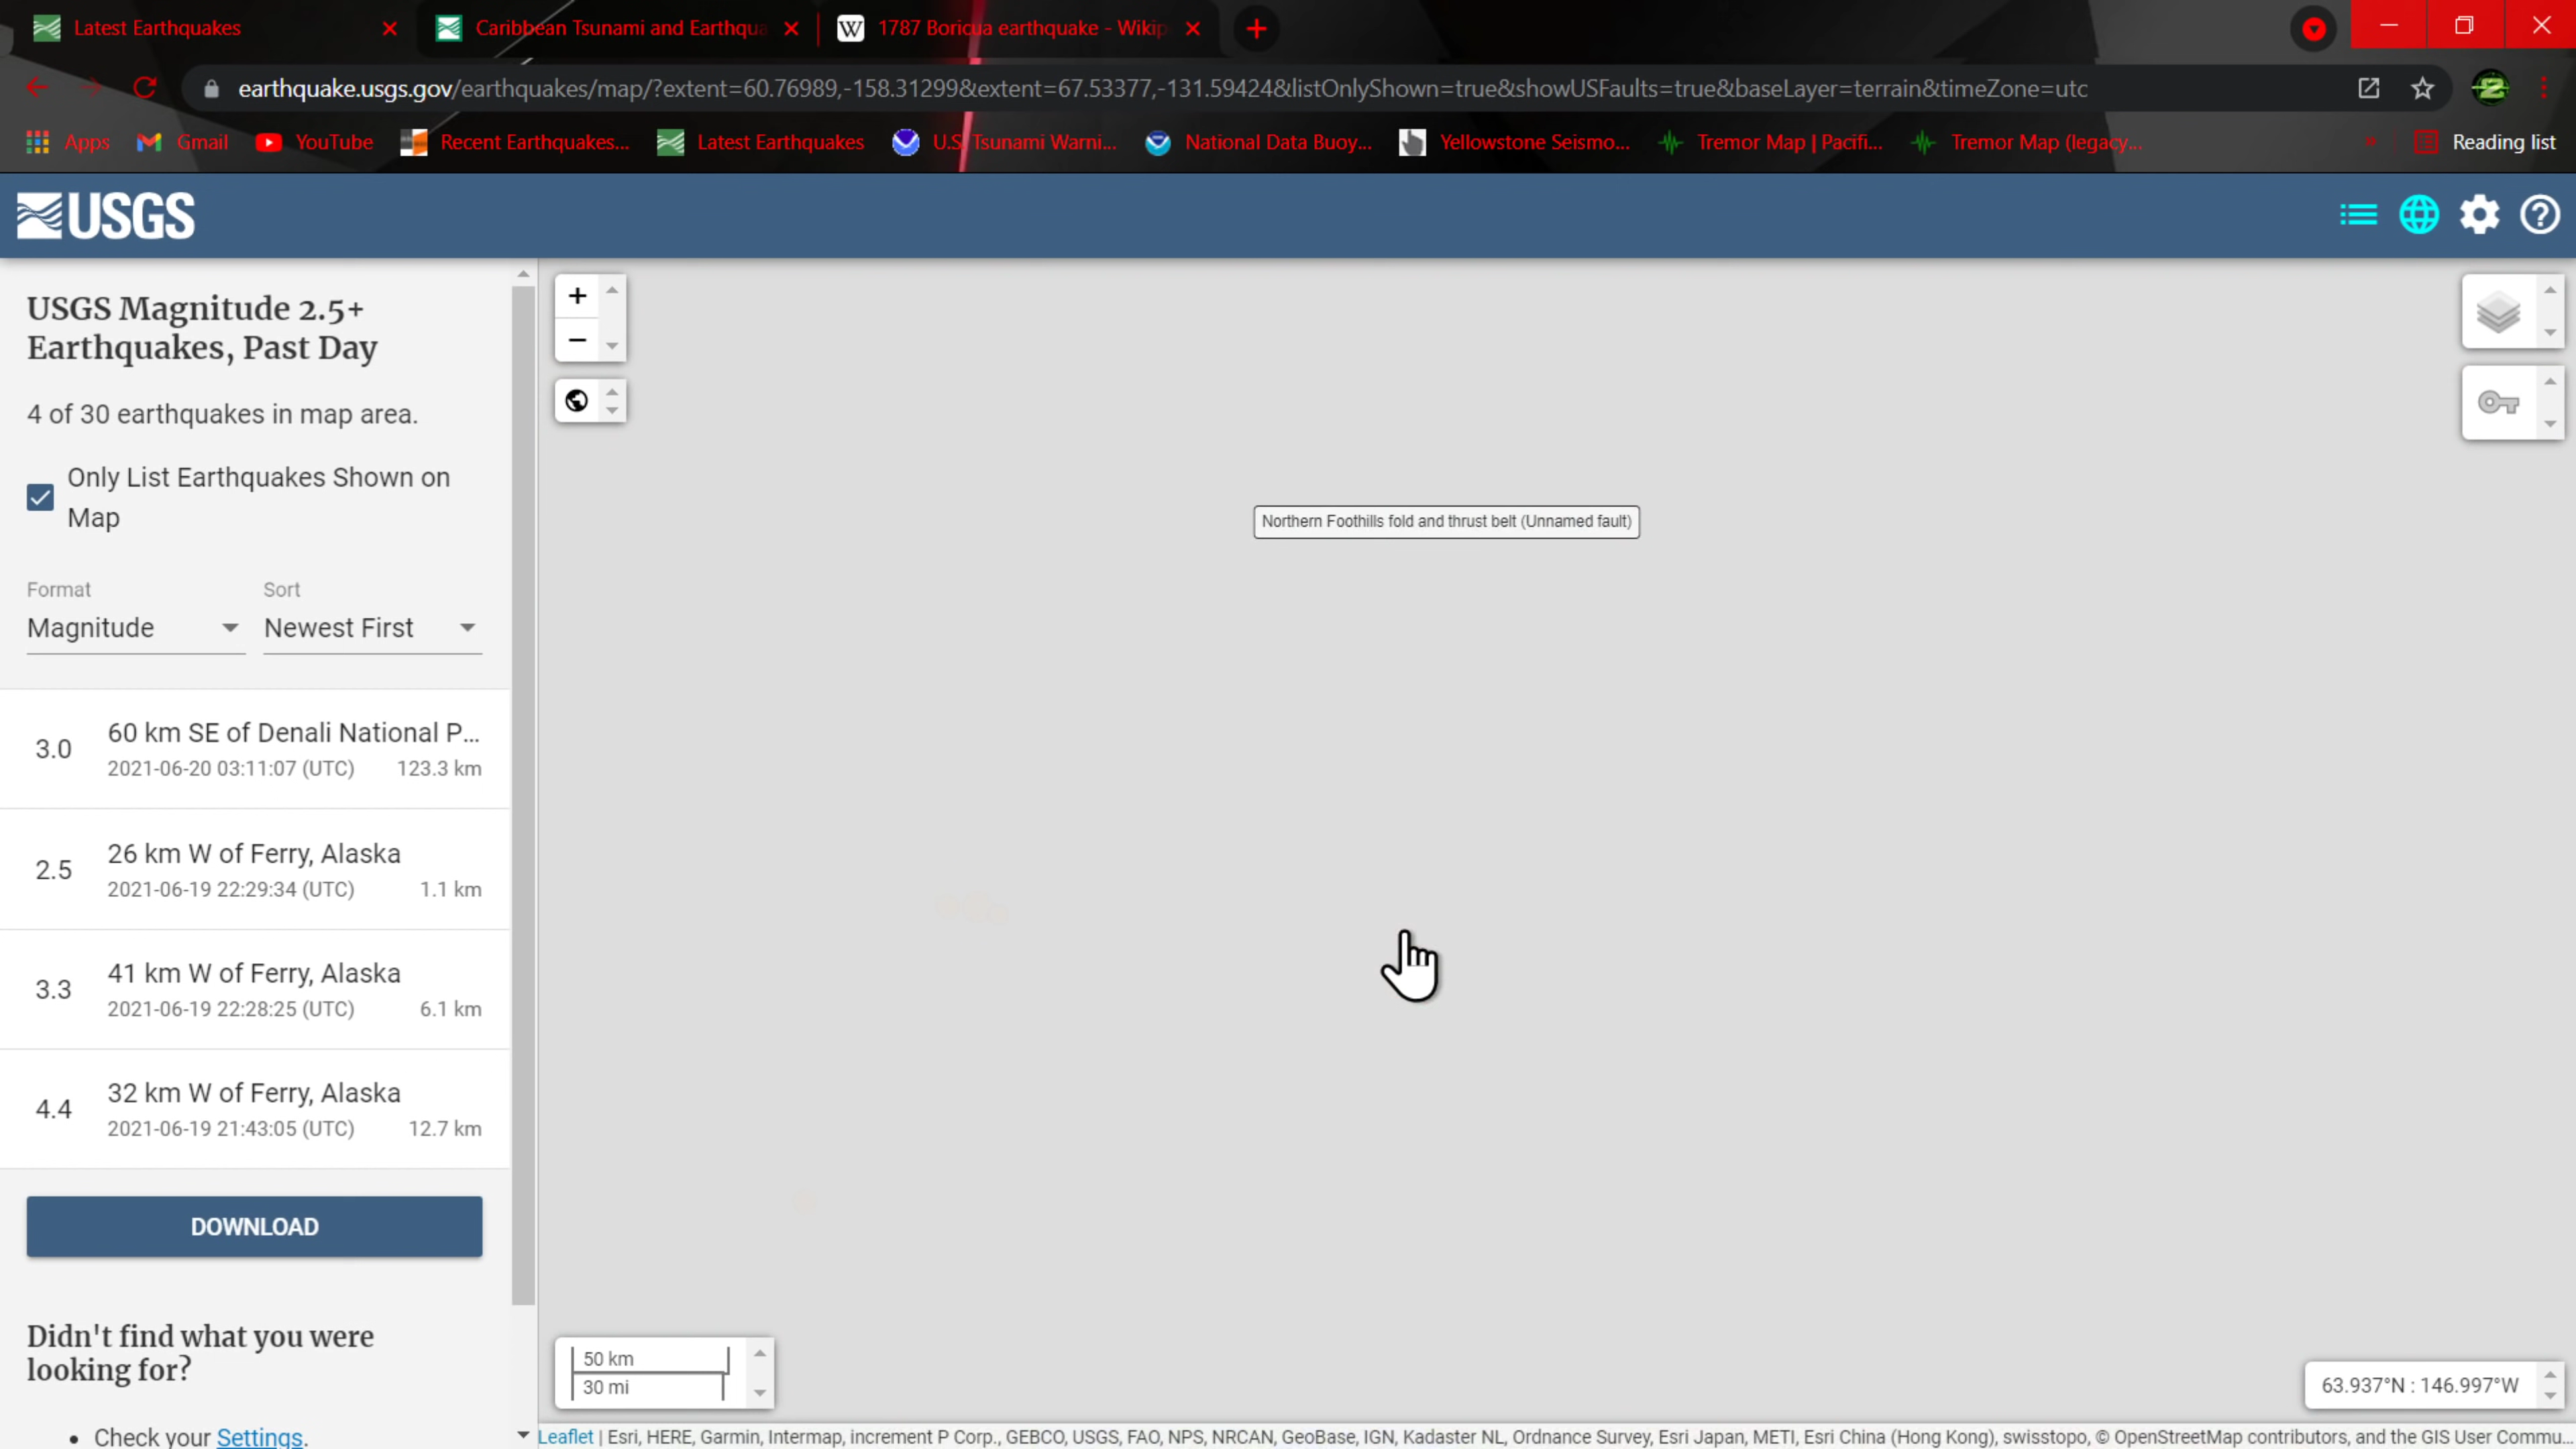 Latest Earthquakes
Caribbean Tsunami and Earthqua
1787 Boricua earthquake - Wikip
earthquake.usgs.gov/earthquakes/map/?extent=60.76989,-158.31299&extent=67.53377,-131.59424&listOnlyShown=true&showUSFaults=true&baseLayer=terrain&timeZone=utc
Apps
Gmail
YouTube
Recent Earthquakes...
Latest Earthquakes
U.S. Tsunami Warni...
National Data Buoy...
Yellowstone Seismo...
Tremor Map | Pacifi...
Tremor Map (legacy...
Reading list
USGS
USGS Magnitude 2.5+
Earthquakes, Past Day
4 of 30 earthquakes in map area.
Only List Earthquakes Shown on
Map
Format
Sort
Magnitude
Newest First
3.0
60 km SE of Denali National P...
2021-06-20 03:11:07 (UTC) 123.3 km
2.5
26 km W of Ferry, Alaska
2021-06-19 22:29:34 (UTC) 1.1 km
3.3
41 km W of Ferry, Alaska
2021-06-19 22:28:25 (UTC) 6.1 km
4.4
32 km W of Ferry, Alaska
2021-06-19 21:43:05 (UTC) 12.7 km
DOWNLOAD
Didn't find what you were
looking for?
• Check your Settings.
+
−
Northern Foothills fold and thrust belt (Unnamed fault)
50 km
30 mi
63.937°N : 146.997°W
Leaflet | Esri, HERE, Garmin, Intermap, increment P Corp., GEBCO, USGS, FAO, NPS, NRCAN, GeoBase, IGN, Kadaster NL, Ordnance Survey, Esri Japan, METI, Esri China (Hong Kong), swisstopo, © OpenStreetMap contributors, and the GIS User Commu...